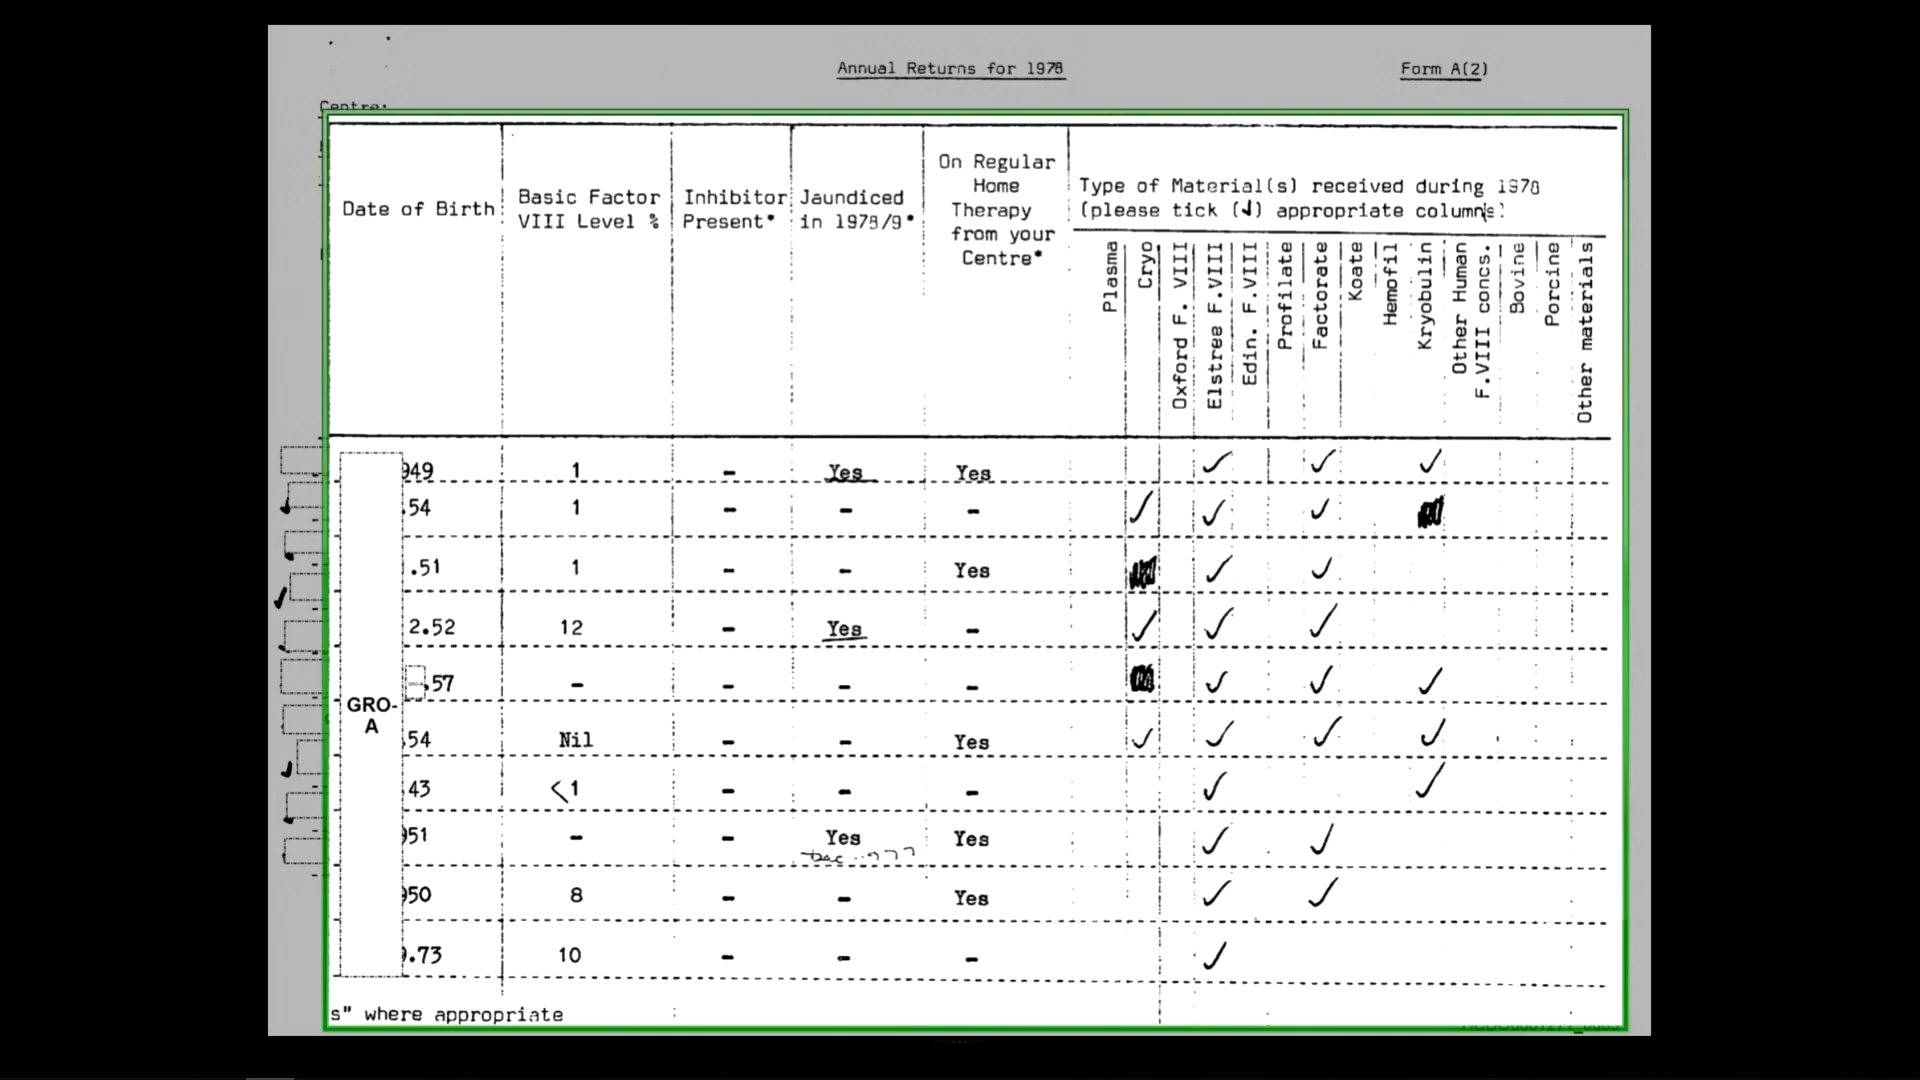 Annual Returns for 1978 Form A(2)
Centre:
Date of Birth
Basic Factor
VIII Level %
Inhibitor
Present*
Jaundiced
in 1978/9*
On Regular
Home
Therapy
from your
Centre*
Type of Material(s) received during 1978
(please tick (✓) appropriate columns)
Plasma
Cryo
Oxford F. VIII
Elstree F.VIII
Edin. F.VIII
Profilate
Factorate
Koate
Hemofil
Kryobulin
Other Human
F.VIII concs.
Bovine
Porcine
Other materials
GRO-
A
949 1 - Yes Yes ✓ ✓ ✓
.54 1 - - - ✓ ✓ ✓
.51 1 - - Yes ✓ ✓
2.52 12 - Yes - ✓ ✓ ✓
.57 - - - - ✓ ✓ ✓
.54 Nil - - Yes ✓ ✓ ✓ ✓
43 <1 - - - ✓ ✓
951 - - Yes Yes ✓ ✓
Dec. 1977
950 8 - - Yes ✓ ✓
.73 10 - - - ✓
s" where appropriate